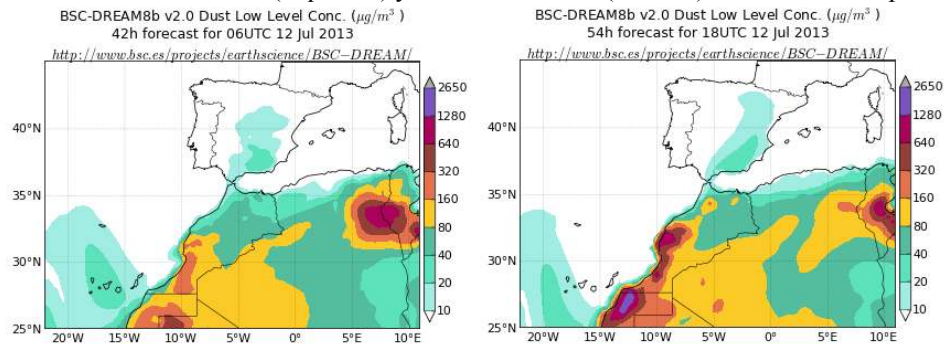 BSC-DREAM8b v2.0 Dust Low Level Conc. (μg/m³ )
42h forecast for 06UTC 12 Jul 2013
http://www.bsc.es/projects/earthscience/BSC−DREAM/
40°N
35°N
30°N
25°N
20°W
15°W
10°W
5°W
0°
5°E
10°E
2650
1280
640
320
160
80
40
20
10
BSC-DREAM8b v2.0 Dust Low Level Conc. (μg/m³ )
54h forecast for 18UTC 12 Jul 2013
http://www.bsc.es/projects/earthscience/BSC−DREAM/
40°N
35°N
30°N
25°N
20°W
15°W
10°W
5°W
0°
5°E
10°E
2650
1280
640
320
160
80
40
20
10